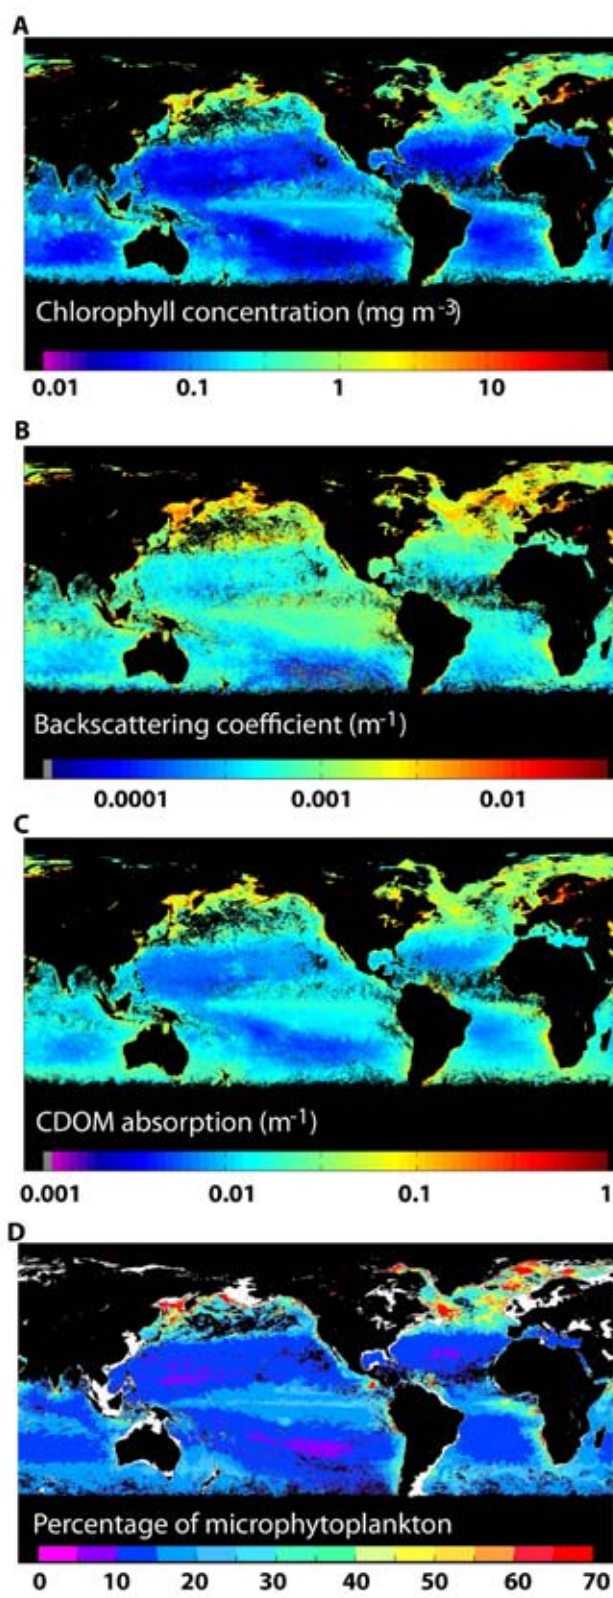 A
Chlorophyll concentration (mg m-3)
0.01 0.1 1 10
B
Backscattering coefficient (m-1)
0.0001 0.001 0.01
C
CDOM absorption (m-1)
0.001 0.01 0.1 1
D
Percentage of microphytoplankton
0 10 20 30 40 50 60 70